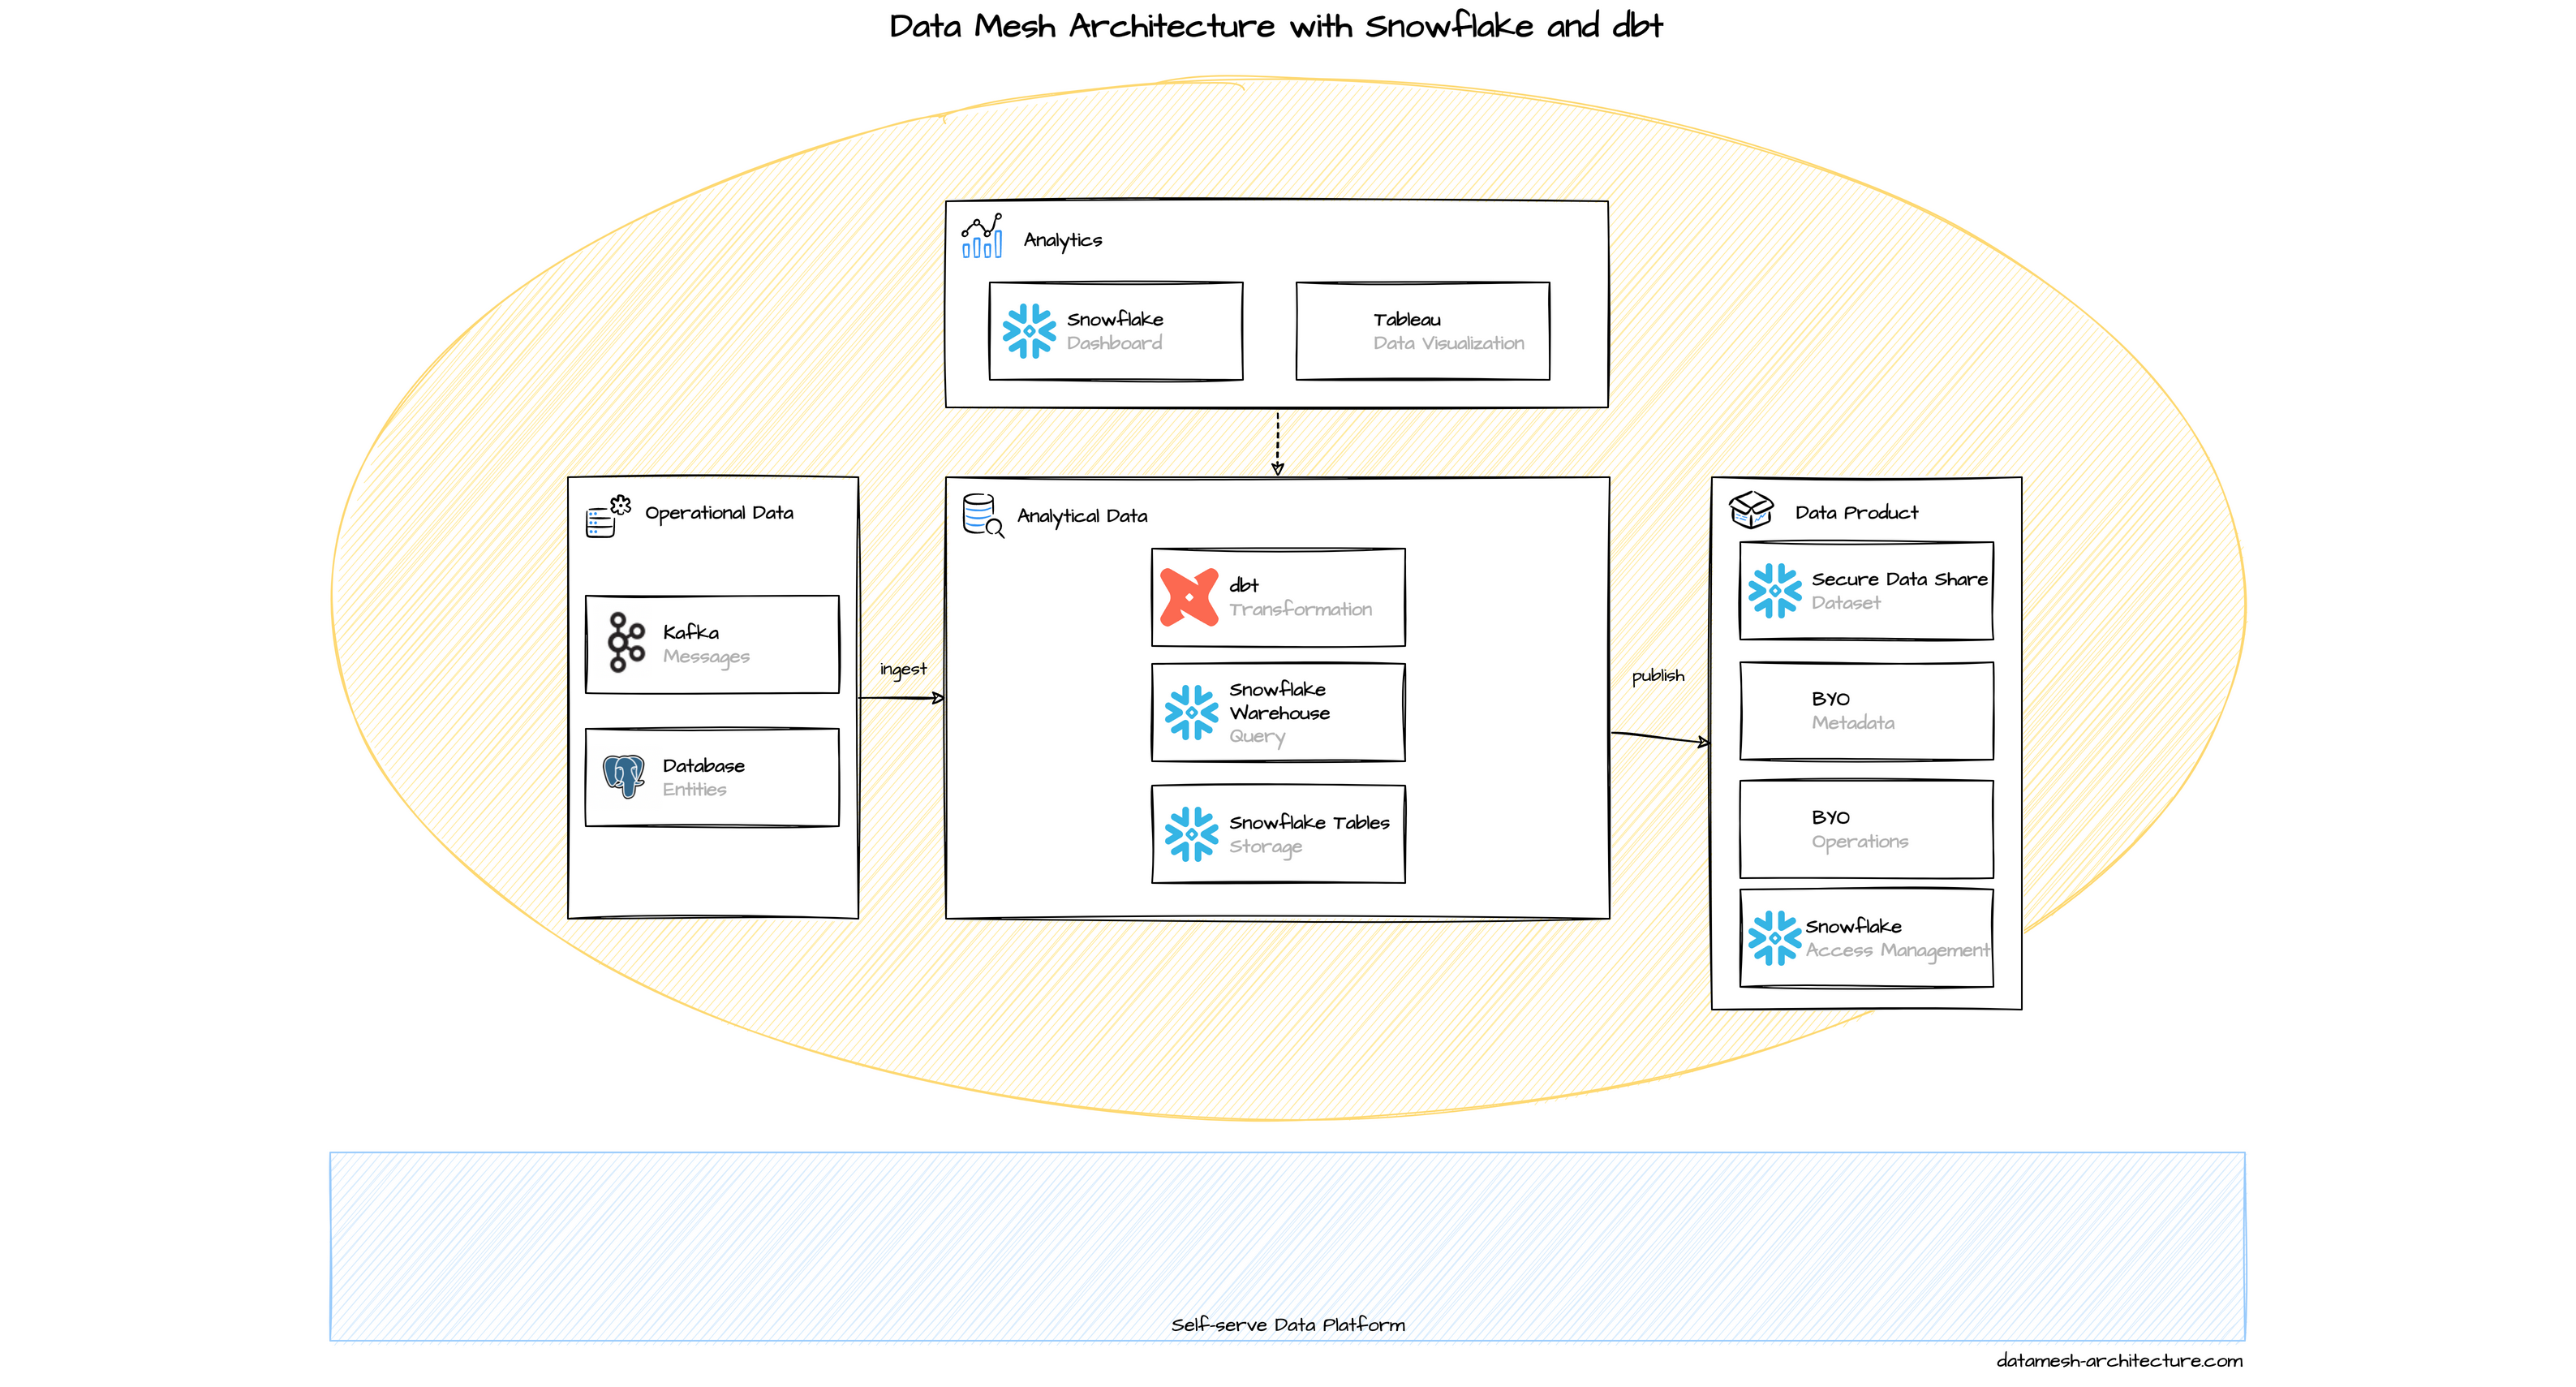 Data Mesh Architecture with Snowflake and dbt
Analytics
Snowflake
Dashboard
Tableau
Data Visualization
Operational Data
Kafka
Messages
Database
Entities
ingest
Analytical Data
dbt
Transformation
Snowflake
Warehouse
Query
Snowflake Tables
Storage
publish
Data Product
Secure Data Share
Dataset
BYO
Metadata
BYO
Operations
Snowflake
Access Management
Self-serve Data Platform
datamesh-architecture.com